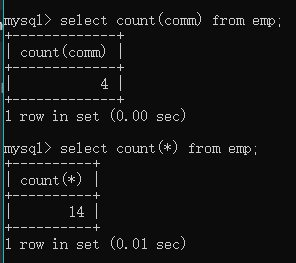 mysql> select count(comm) from emp;
+-------------+
| count(comm) |
+-------------+
|           4 |
+-------------+
1 row in set (0.00 sec)
mysql> select count(*) from emp;
+----------+
| count(*) |
+----------+
|       14 |
+----------+
1 row in set (0.01 sec)